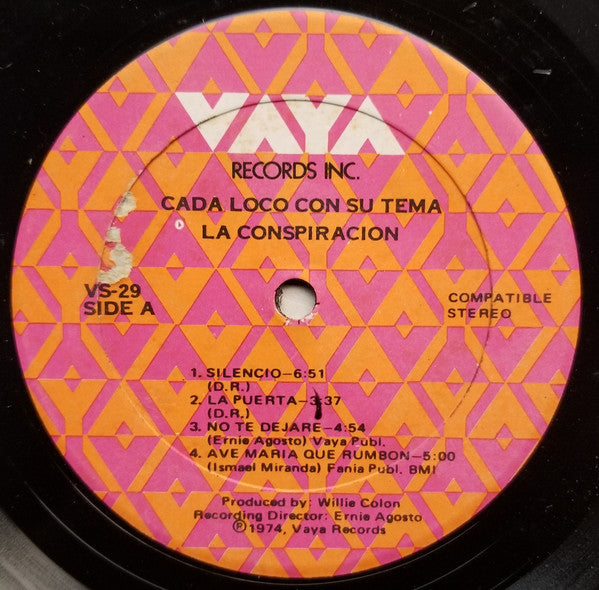 VAYA
RECORDS INC.
CADA LOCO CON SU TEMA
LA CONSPIRACION
VS-29
SIDE A
COMPATIBLE
STEREO
1. SILENCIO—6:51
(D.R.)
2. LA PUERTA—3:37
(D.R.)
3. NO TE DEJARE—4:54
(Ernie Agosto) Vaya Publ.
4. AVE MARIA QUE RUMBON—5:00
(Ismael Miranda) Fania Publ. BMI
Produced by: Willie Colon
Recording Director: Ernie Agosto
Ⓟ1974, Vaya Records